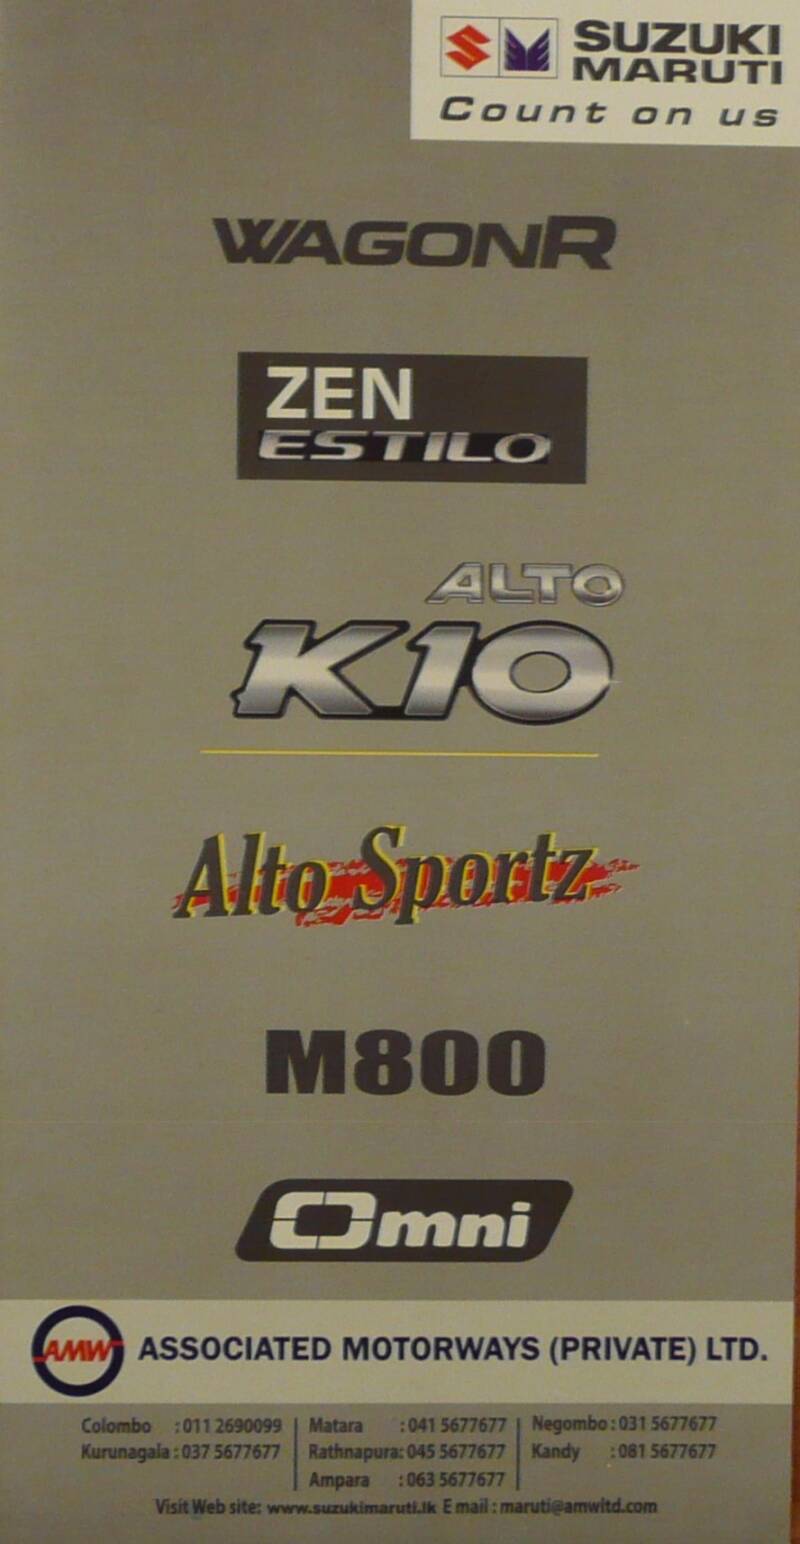 SUZUKI
MARUTI
Count on us
WAGONR
ZEN
ESTILO
ALTO
K10
Alto Sportz
M800
Omni
AMW ASSOCIATED MOTORWAYS (PRIVATE) LTD.
Colombo : 011 2690099 | Matara : 041 5677677 | Negombo : 031 5677677
Kurunagala : 037 5677677 | Rathnapura: 045 5677677 | Kandy : 081 5677677
Ampara : 063 5677677
Visit Web site: www.suzukimaruti.lk E mail : maruti@amwltd.com